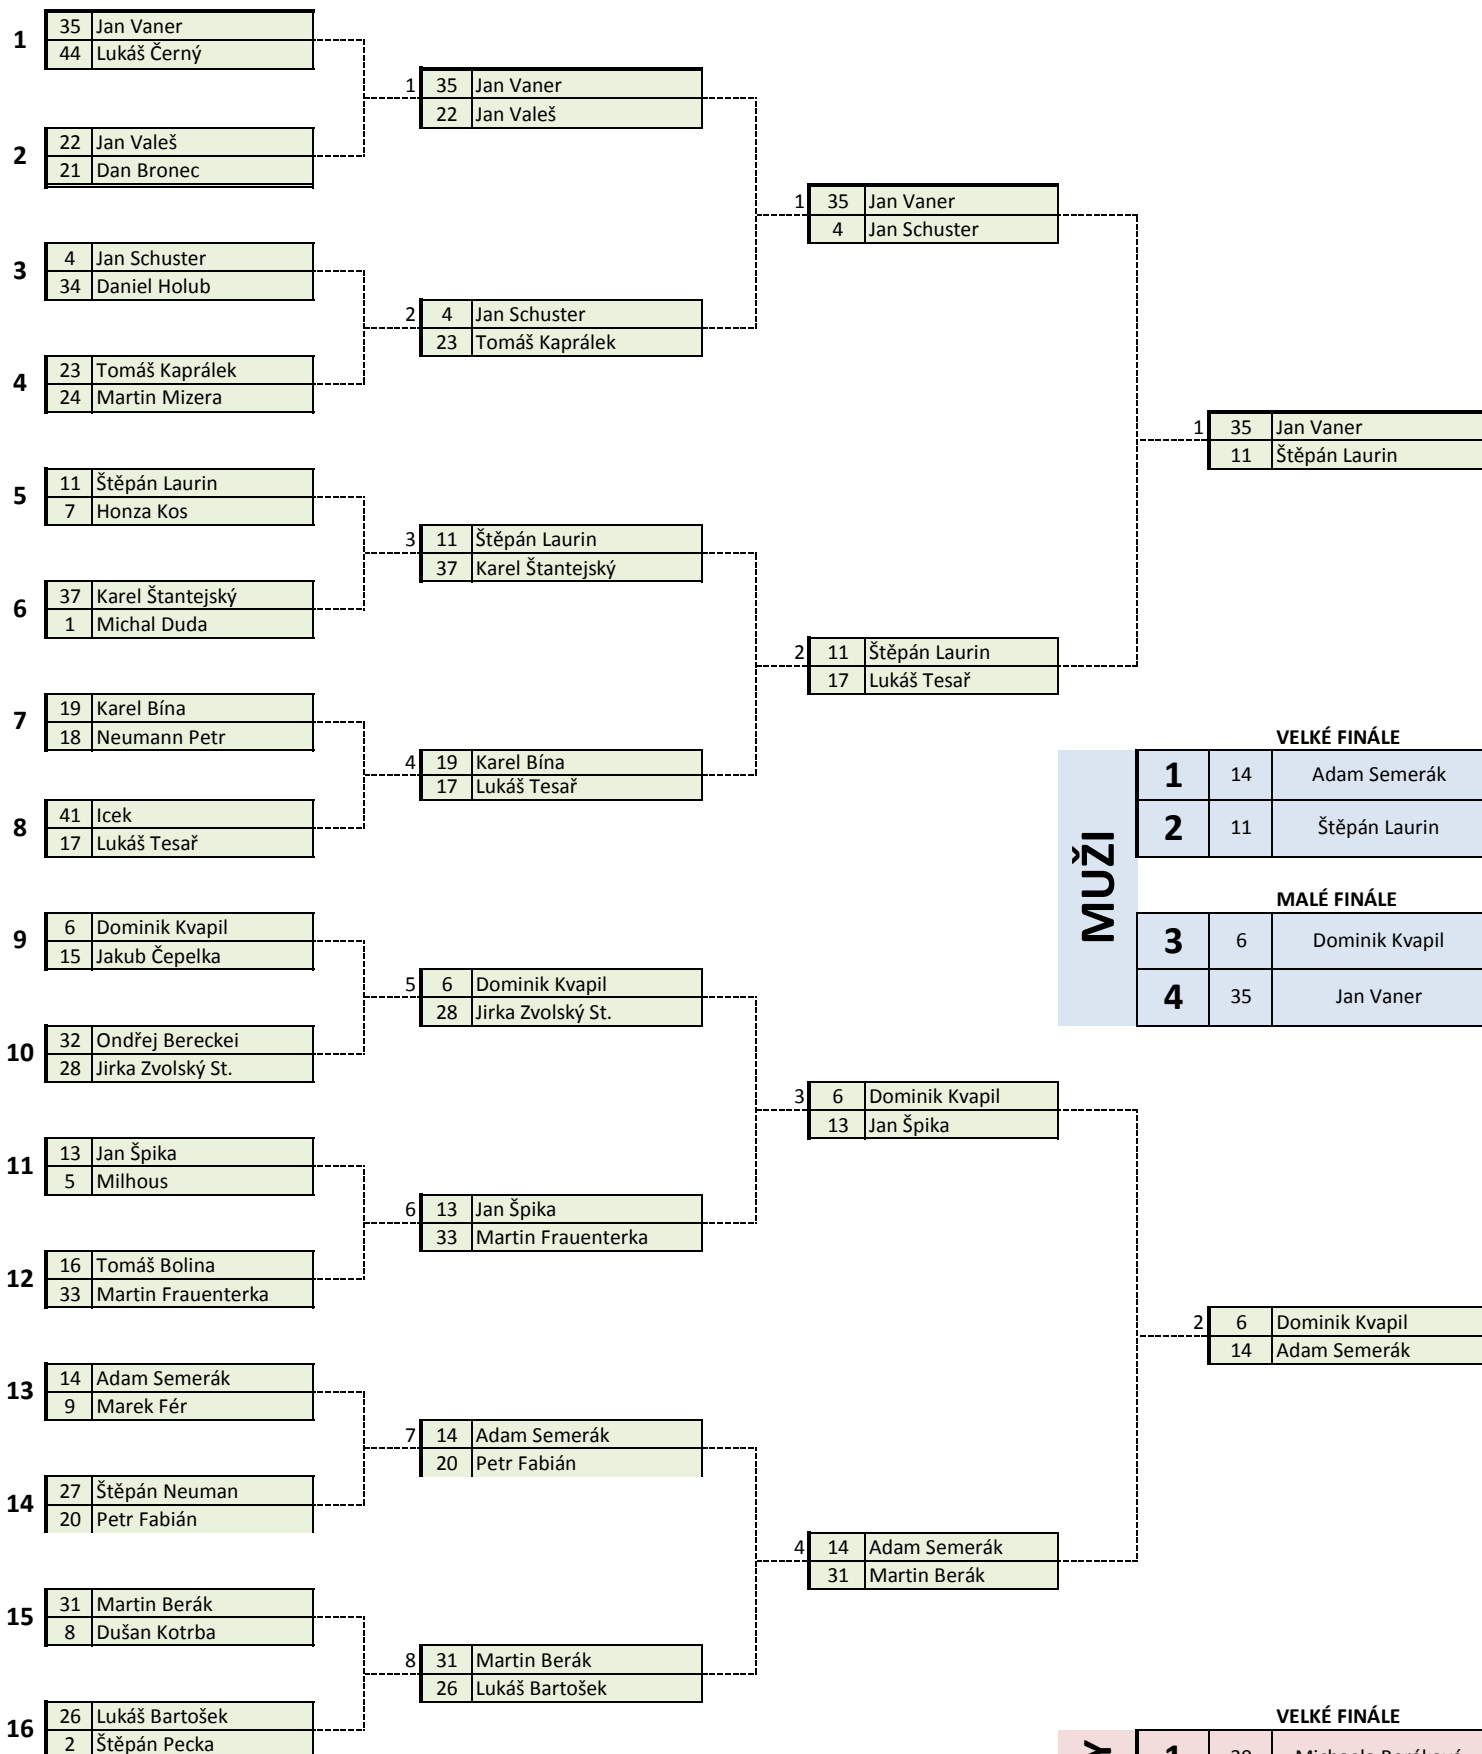 1
35 Jan Vaner
44 Lukáš Černý
2
22 Jan Valeš
21 Dan Bronec
3
4 Jan Schuster
34 Daniel Holub
4
23 Tomáš Kaprálek
24 Martin Mizera
5
11 Štěpán Laurin
7 Honza Kos
6
37 Karel Štantejský
1 Michal Duda
7
19 Karel Bína
18 Neumann Petr
8
41 Icek
17 Lukáš Tesař
9
6 Dominik Kvapil
15 Jakub Čepelka
10
32 Ondřej Bereckei
28 Jirka Zvolský St.
11
13 Jan Špika
5 Milhous
12
16 Tomáš Bolina
33 Martin Frauenterka
13
14 Adam Semerák
9 Marek Fér
14
27 Štěpán Neuman
20 Petr Fabián
15
31 Martin Berák
8 Dušan Kotrba
16
26 Lukáš Bartošek
2 Štěpán Pecka
1 35 Jan Vaner
22 Jan Valeš
2 4 Jan Schuster
23 Tomáš Kaprálek
3 11 Štěpán Laurin
37 Karel Štantejský
4 19 Karel Bína
17 Lukáš Tesař
5 6 Dominik Kvapil
28 Jirka Zvolský St.
6 13 Jan Špika
33 Martin Frauenterka
7 14 Adam Semerák
20 Petr Fabián
8 31 Martin Berák
26 Lukáš Bartošek
1 35 Jan Vaner
4 Jan Schuster
2 11 Štěpán Laurin
17 Lukáš Tesař
3 6 Dominik Kvapil
13 Jan Špika
4 14 Adam Semerák
31 Martin Berák
1 35 Jan Vaner
11 Štěpán Laurin
2 6 Dominik Kvapil
14 Adam Semerák
MUŽI
VELKÉ FINÁLE
1 14 Adam Semerák
2 11 Štěpán Laurin
MALÉ FINÁLE
3 6 Dominik Kvapil
4 35 Jan Vaner
VELKÉ FINÁLE
Y
1